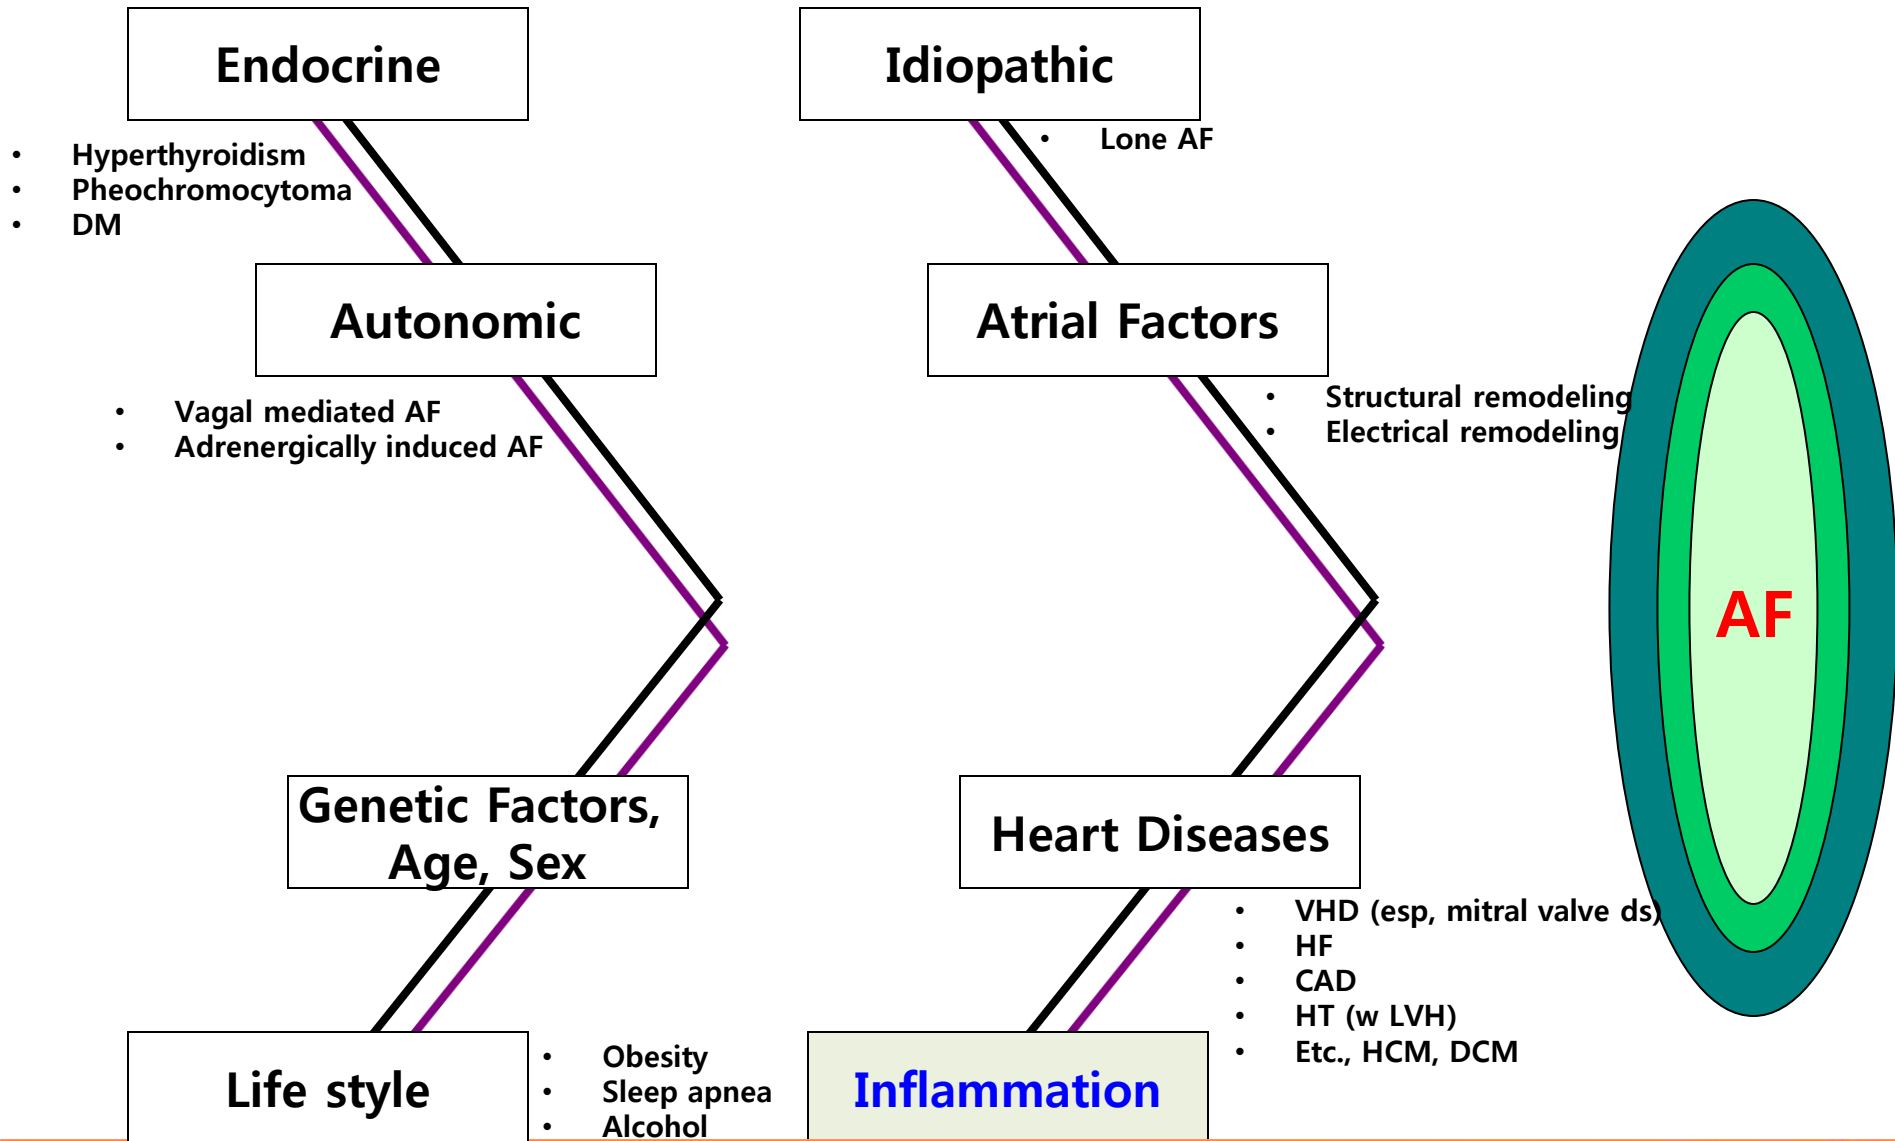 Endocrine
• Hyperthyroidism
• Pheochromocytoma
• DM
Idiopathic
• Lone AF
Autonomic
• Vagal mediated AF
• Adrenergically induced AF
Atrial Factors
• Structural remodeling
• Electrical remodeling
AF
Genetic Factors,
Age, Sex
Heart Diseases
• VHD (esp, mitral valve ds)
• HF
• CAD
• HT (w LVH)
• Etc., HCM, DCM
Life style
• Obesity
• Sleep apnea
• Alcohol
Inflammation